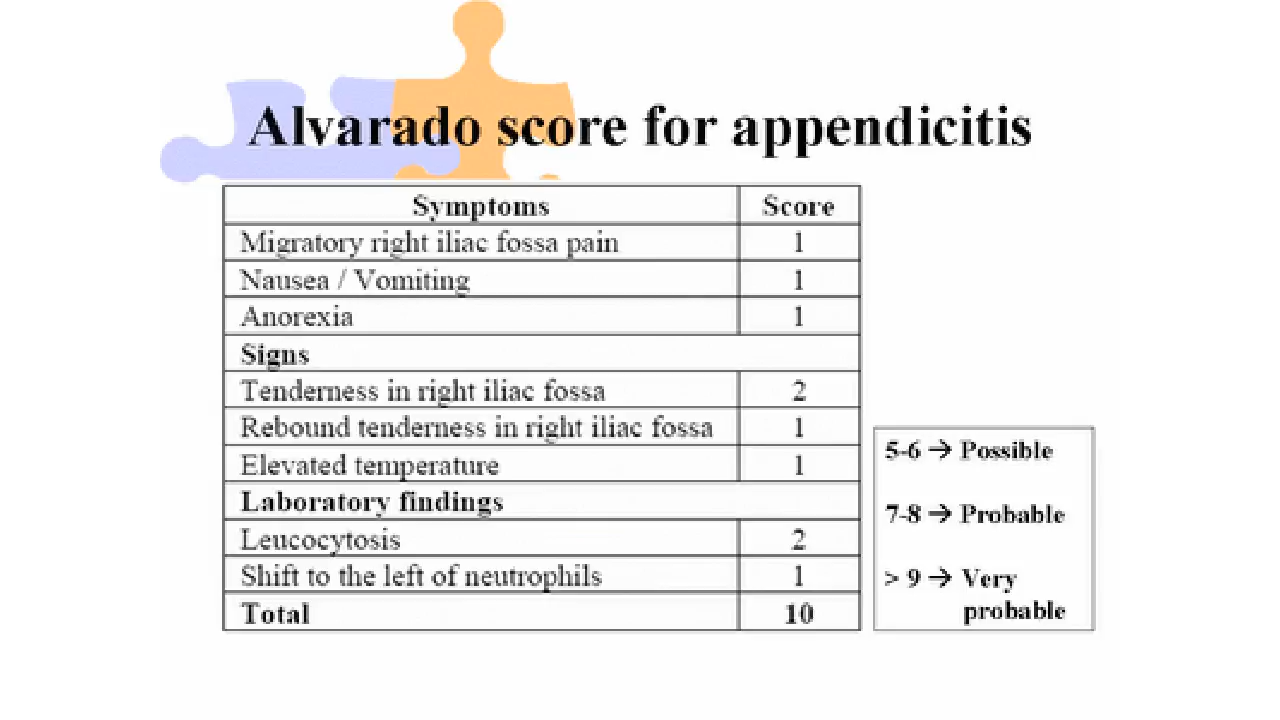 Alvarado score for appendicitis
Symptoms Score
Migratory right iliac fossa pain 1
Nausea / Vomiting 1
Anorexia 1
Signs
Tenderness in right iliac fossa 2
Rebound tenderness in right iliac fossa 1
Elevated temperature 1
Laboratory findings
Leucocytosis 2
Shift to the left of neutrophils 1
Total 10
5-6 → Possible
7-8 → Probable
> 9 → Very
probable